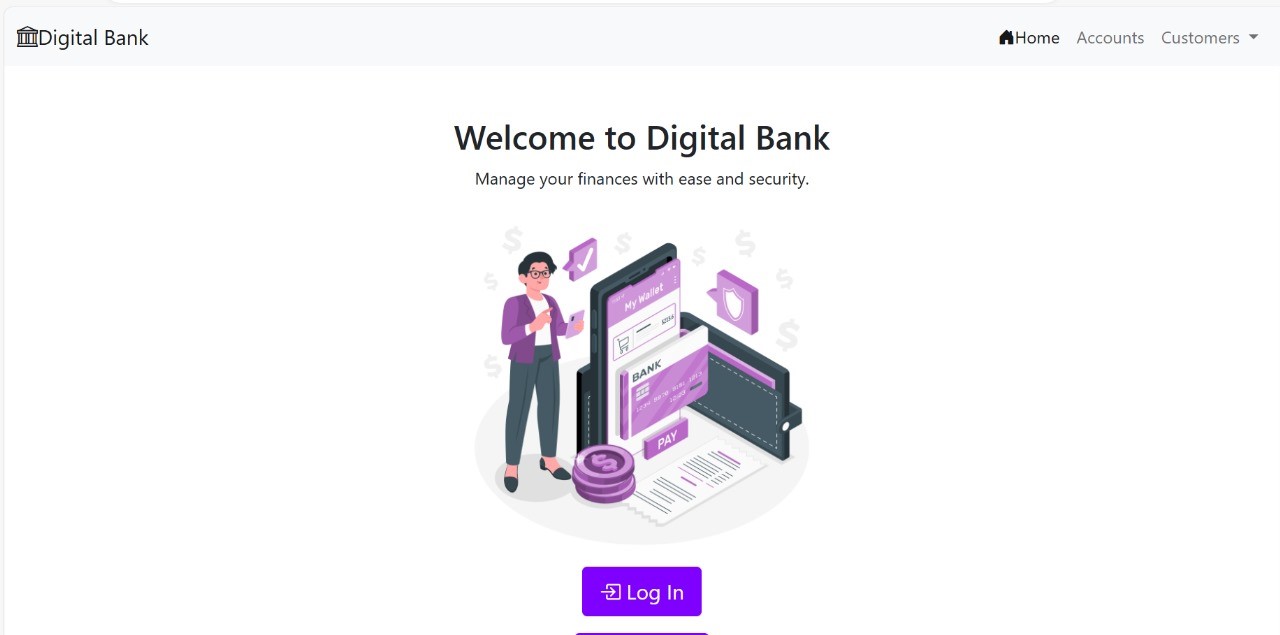 Digital Bank
Home Accounts Customers
Welcome to Digital Bank
Manage your finances with ease and security.
My Wallet
BANK
PAY
Log In